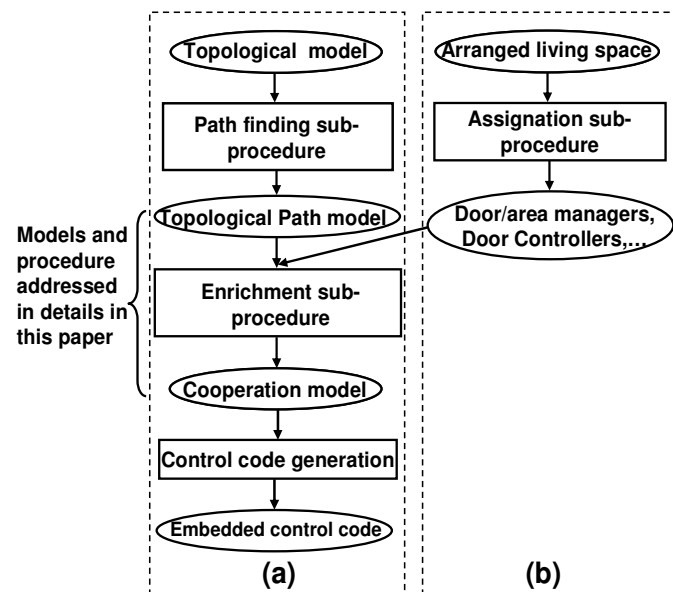 Topological model
Path finding sub-
procedure
Topological Path model
Models and
procedure
addressed
in details in
this paper
Enrichment sub-
procedure
Cooperation model
Control code generation
Embedded control code
(a)
Arranged living space
Assignation sub-
procedure
Door/area managers,
Door Controllers,...
(b)